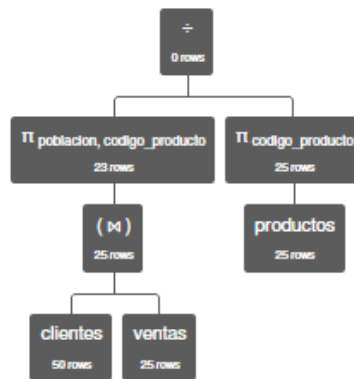 ÷
0 rows
π poblacion, codigo_producto
23 rows
π codigo_producto
25 rows
( ⋈ )
25 rows
productos
25 rows
clientes
50 rows
ventas
25 rows